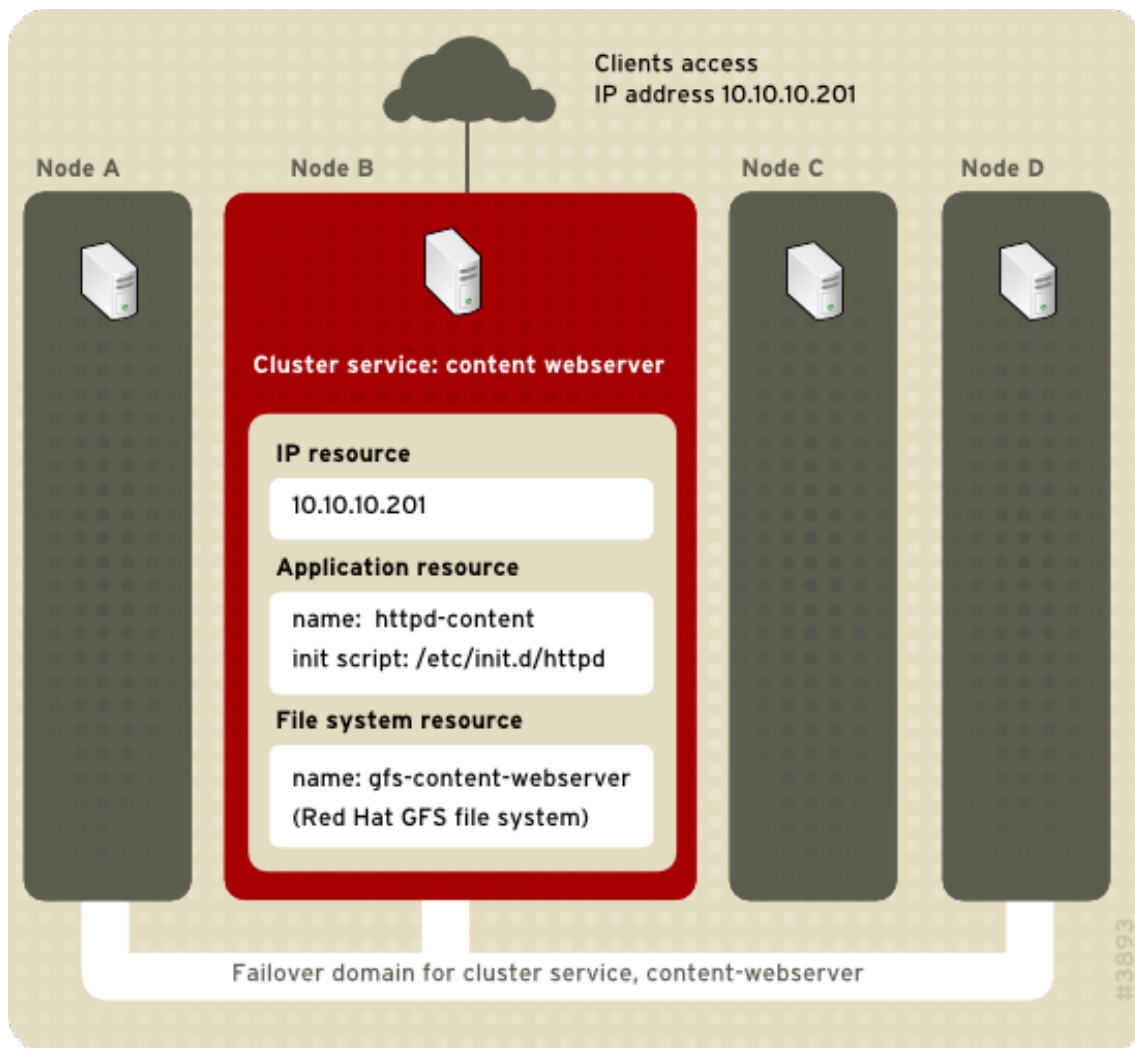 Clients access
IP address 10.10.10.201
Node A
Node B
Node C
Node D
Cluster service: content webserver
IP resource
10.10.10.201
Application resource
name: httpd-content
init script: /etc/init.d/httpd
File system resource
name: gfs-content-webserver
(Red Hat GFS file system)
Failover domain for cluster service, content-webserver
#3893